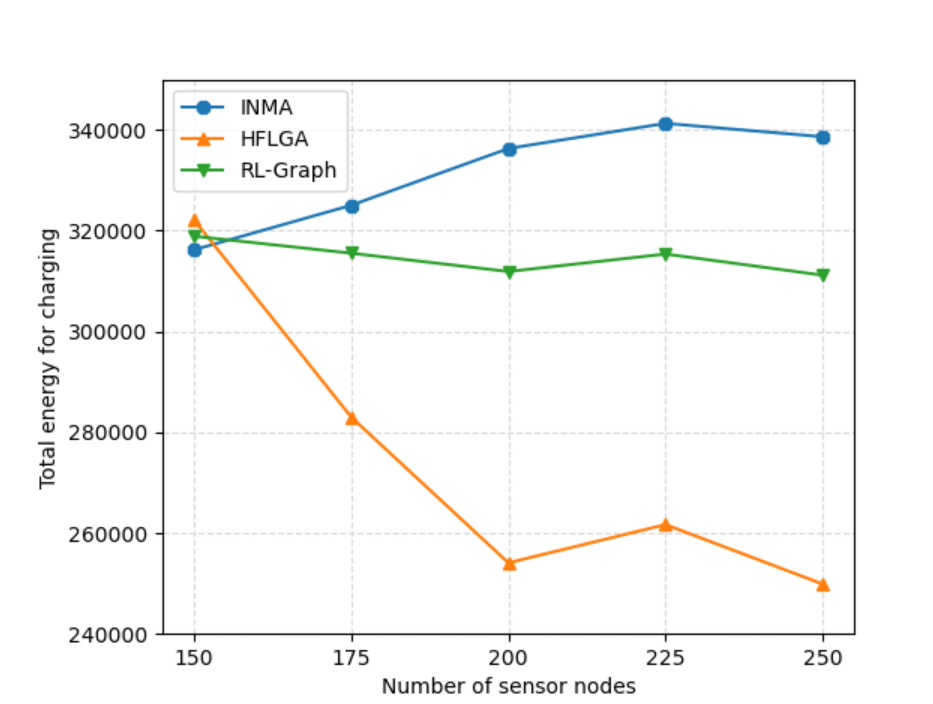 INMA
HFLGA
RL-Graph
Total energy for charging
340000
320000
300000
280000
260000
240000
150 175 200 225 250
Number of sensor nodes